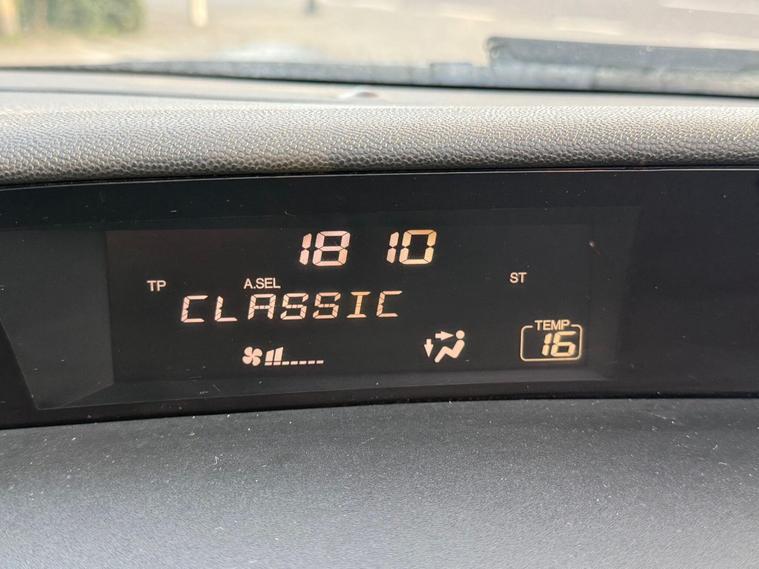 18 10
TP A.SEL ST
CLASSIC
TEMP
16